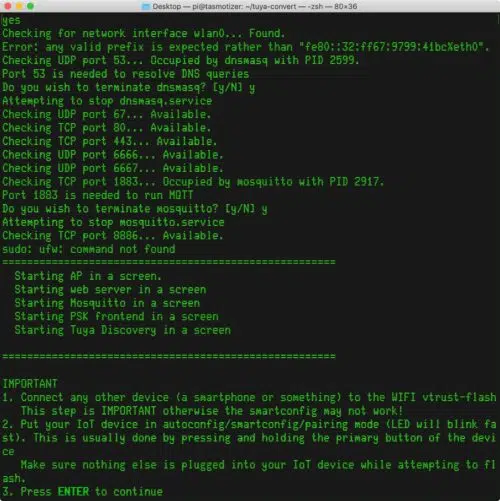 Desktop — pi@tasmotizer: ~/tuya-convert — -zsh — 80×36
yes
Checking for network interface wlan0... Found.
Error: any valid prefix is expected rather than "fe80::32:ff67:9799:41bc%eth0".
Checking UDP port 53... Occupied by dnsmasq with PID 2599.
Port 53 is needed to resolve DNS queries
Do you wish to terminate dnsmasq? [y/N] y
Attempting to stop dnsmasq.service
Checking UDP port 67... Available.
Checking TCP port 80... Available.
Checking TCP port 443... Available.
Checking UDP port 6666... Available.
Checking UDP port 6667... Available.
Checking TCP port 1883... Occupied by mosquitto with PID 2917.
Port 1883 is needed to run MQTT
Do you wish to terminate mosquitto? [y/N] y
Attempting to stop mosquitto.service
Checking TCP port 8886... Available.
sudo: ufw: command not found
======================================================
Starting AP in a screen.
Starting web server in a screen
Starting Mosquitto in a screen
Starting PSK frontend in a screen
Starting Tuya Discovery in a screen
======================================================
IMPORTANT
1. Connect any other device (a smartphone or something) to the WIFI vtrust-flash
This step is IMPORTANT otherwise the smartconfig may not work!
2. Put your IoT device in autoconfig/smartconfig/pairing mode (LED will blink fa
st). This is usually done by pressing and holding the primary button of the devi
ce
Make sure nothing else is plugged into your IoT device while attempting to fl
ash.
3. Press ENTER to continue